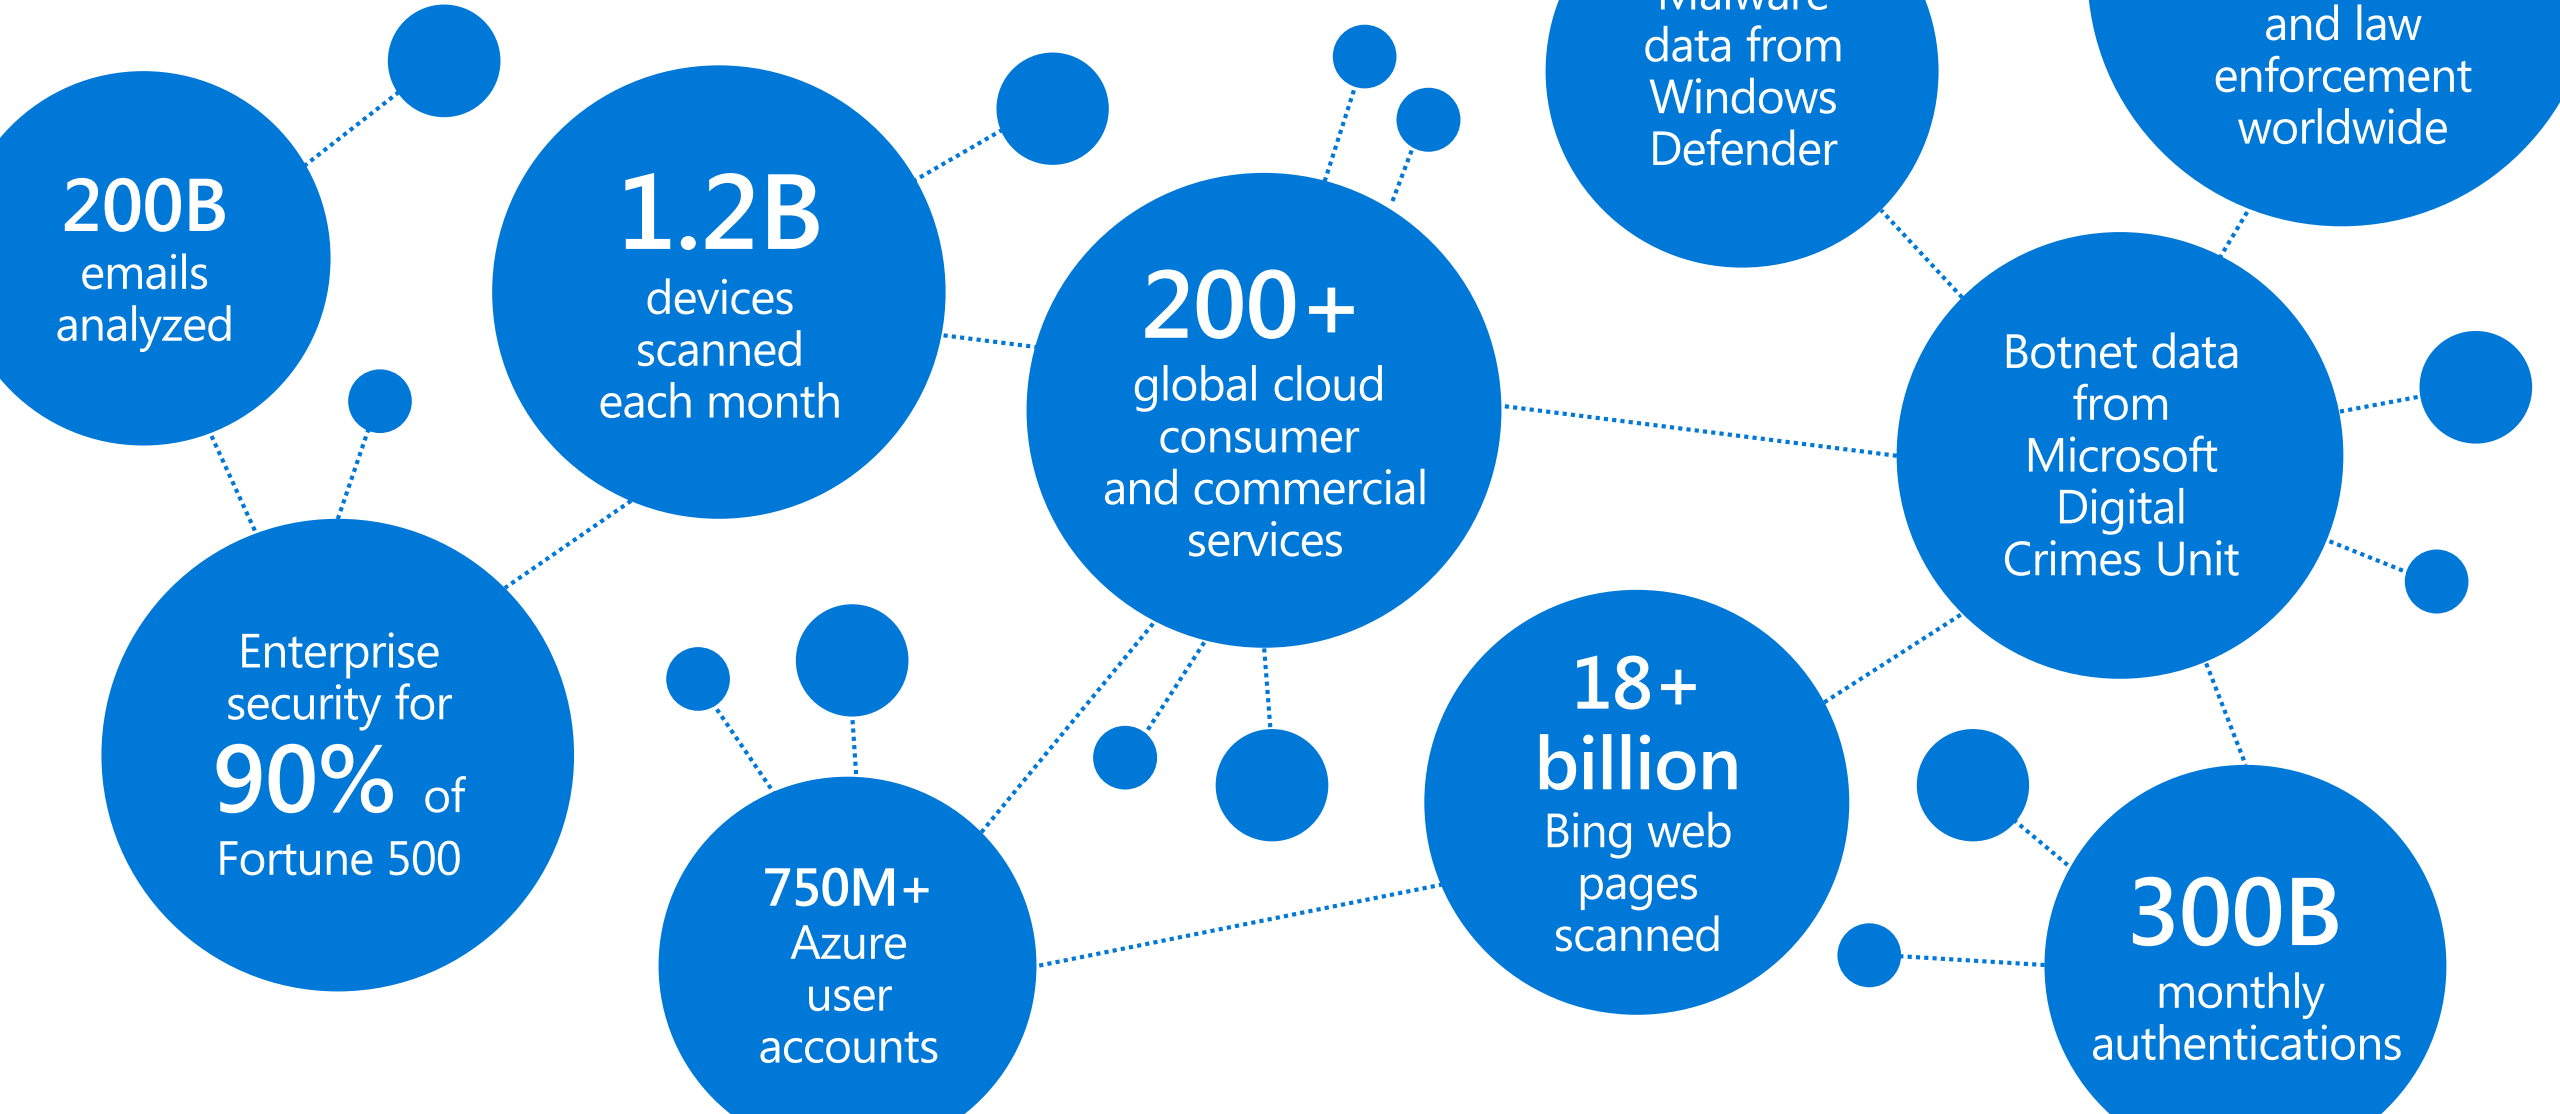 200B
emails
analyzed
1.2B
devices
scanned
each month
200+
global cloud
consumer
and commercial
services
Malware
data from
Windows
Defender
and law
enforcement
worldwide
Botnet data
from
Microsoft
Digital
Crimes Unit
Enterprise
security for
90% of
Fortune 500
750M+
Azure
user
accounts
18+
billion
Bing web
pages
scanned
300B
monthly
authentications